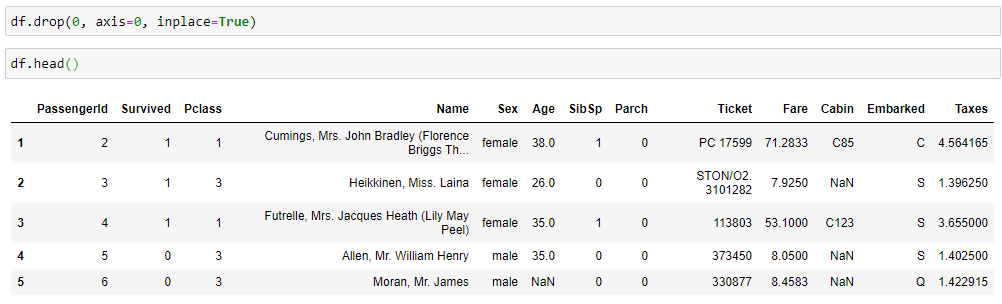 df.drop(0, axis=0, inplace=True)
df.head()
PassengerId Survived Pclass Name Sex Age SibSp Parch Ticket Fare Cabin Embarked Taxes
1 2 1 1 Cumings, Mrs. John Bradley (Florence Briggs Th... female 38.0 1 0 PC 17599 71.2833 C85 C 4.564165
2 3 1 3 Heikkinen, Miss. Laina female 26.0 0 0 STON/O2. 3101282 7.9250 NaN S 1.396250
3 4 1 1 Futrelle, Mrs. Jacques Heath (Lily May Peel) female 35.0 1 0 113803 53.1000 C123 S 3.655000
4 5 0 3 Allen, Mr. William Henry male 35.0 0 0 373450 8.0500 NaN S 1.402500
5 6 0 3 Moran, Mr. James male NaN 0 0 330877 8.4583 NaN Q 1.422915